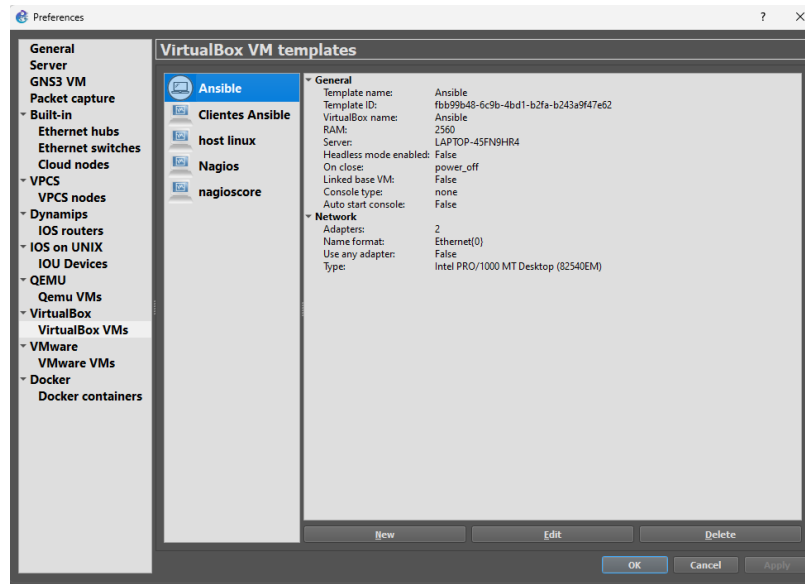 Preferences
?
General
Server
GNS3 VM
Packet capture
Built-in
Ethernet hubs
Ethernet switches
Cloud nodes
VPCS
VPCS nodes
Dynamips
IOS routers
IOS on UNIX
IOU Devices
QEMU
Qemu VMs
VirtualBox
VirtualBox VMs
VMware
VMware VMs
Docker
Docker containers
VirtualBox VM templates
Ansible
Clientes Ansible
host linux
Nagios
nagioscore
General
Template name: Ansible
Template ID: fbb99b48-6c9b-4bd1-b2fa-b243a9f47e62
VirtualBox name: Ansible
RAM: 2560
Server: LAPTOP-45FN9HR4
Headless mode enabled: False
On close: power_off
Linked base VM: False
Console type: none
Auto start console: False
Network
Adapters: 2
Name format: Ethernet{0}
Use any adapter: False
Type: Intel PRO/1000 MT Desktop (82540EM)
New Edit Delete
OK Cancel Apply